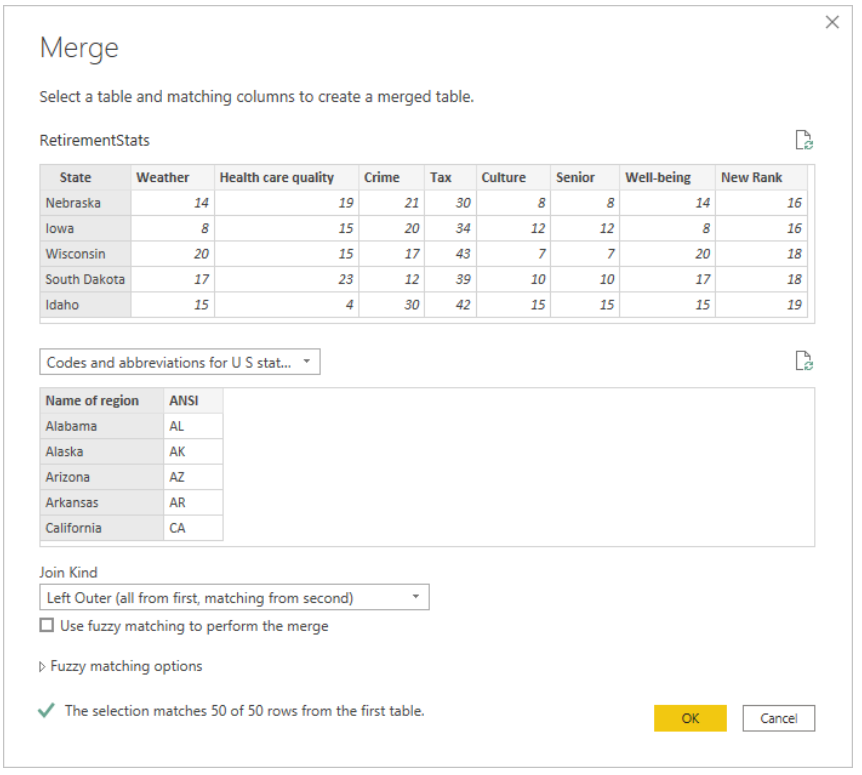 Merge
Select a table and matching columns to create a merged table.
RetirementStats
State Weather Health care quality Crime Tax Culture Senior Well-being New Rank
Nebraska 14 19 21 30 8 8 14 16
Iowa 8 15 20 34 12 12 8 16
Wisconsin 20 15 17 43 7 7 20 18
South Dakota 17 23 12 39 10 10 17 18
Idaho 15 4 30 42 15 15 15 19
Codes and abbreviations for U S stat...
Name of region ANSI
Alabama AL
Alaska AK
Arizona AZ
Arkansas AR
California CA
Join Kind
Left Outer (all from first, matching from second)
Use fuzzy matching to perform the merge
Fuzzy matching options
The selection matches 50 of 50 rows from the first table.
OK Cancel